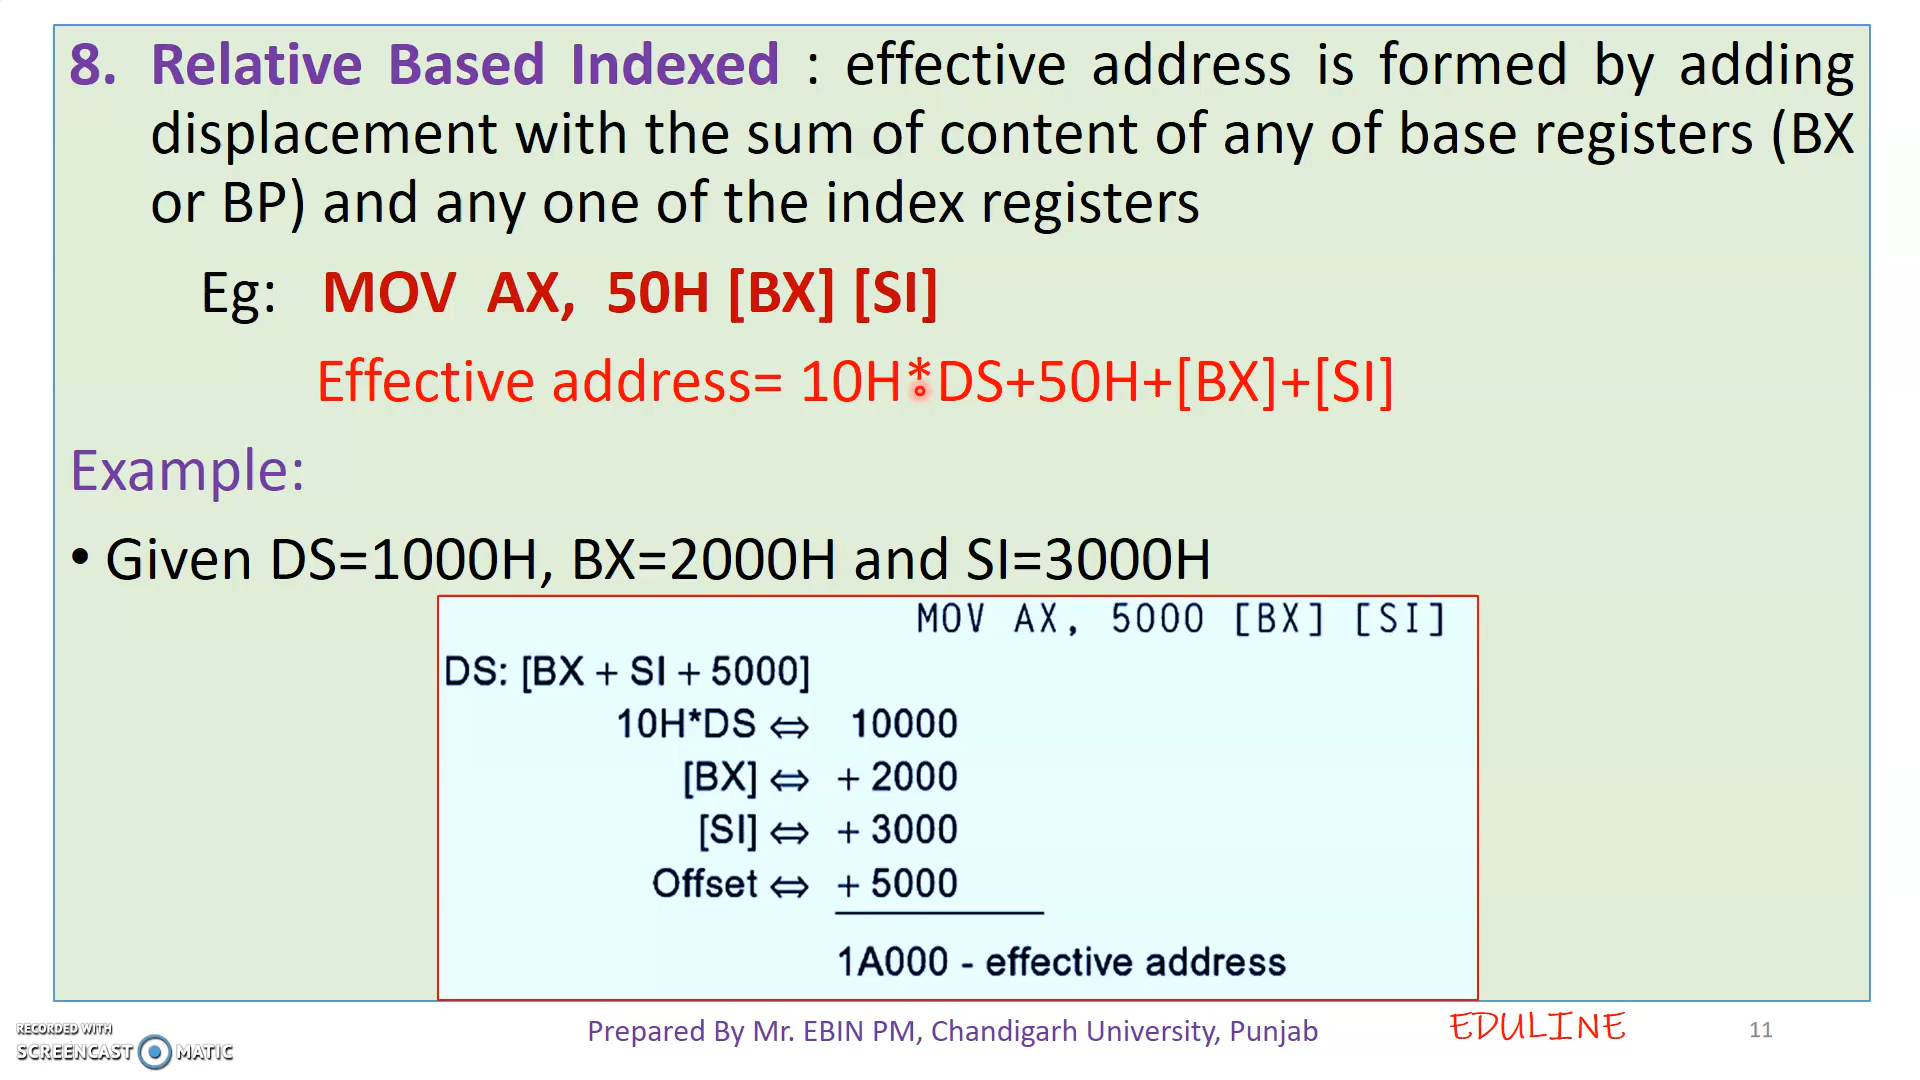 8. Relative Based Indexed : effective address is formed by adding
displacement with the sum of content of any of base registers (BX
or BP) and any one of the index registers
Eg: MOV AX, 50H [BX] [SI]
Effective address= 10H*DS+50H+[BX]+[SI]
Example:
• Given DS=1000H, BX=2000H and SI=3000H
MOV AX, 5000 [BX] [SI]
DS: [BX + SI + 5000]
10H*DS ⇔ 10000
[BX] ⇔ + 2000
[SI] ⇔ + 3000
Offset ⇔ + 5000
1A000 - effective address
Prepared By Mr. EBIN PM, Chandigarh University, Punjab
EDULINE
11
RECORDED WITH
SCREENCAST MATIC